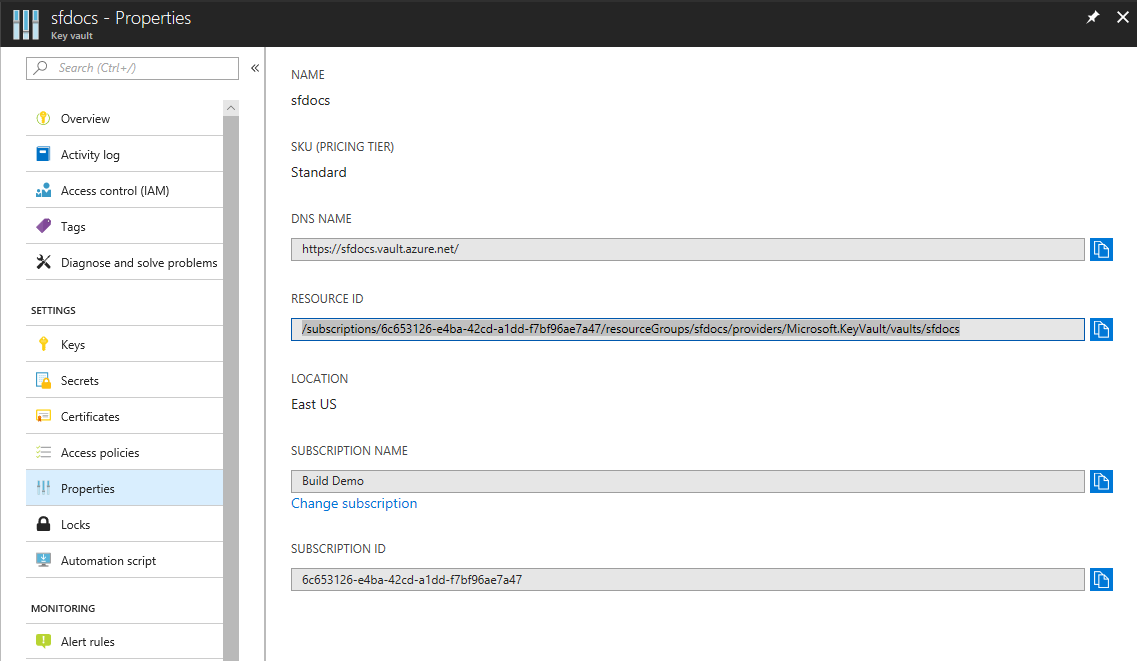 sfdocs - Properties
Key vault
Search (Ctrl+/)
Overview
Activity log
Access control (IAM)
Tags
Diagnose and solve problems
SETTINGS
Keys
Secrets
Certificates
Access policies
Properties
Locks
Automation script
MONITORING
Alert rules
NAME
sfdocs
SKU (PRICING TIER)
Standard
DNS NAME
https://sfdocs.vault.azure.net/
RESOURCE ID
/subscriptions/6c653126-e4ba-42cd-a1dd-f7bf96ae7a47/resourceGroups/sfdocs/providers/Microsoft.KeyVault/vaults/sfdocs
LOCATION
East US
SUBSCRIPTION NAME
Build Demo
Change subscription
SUBSCRIPTION ID
6c653126-e4ba-42cd-a1dd-f7bf96ae7a47